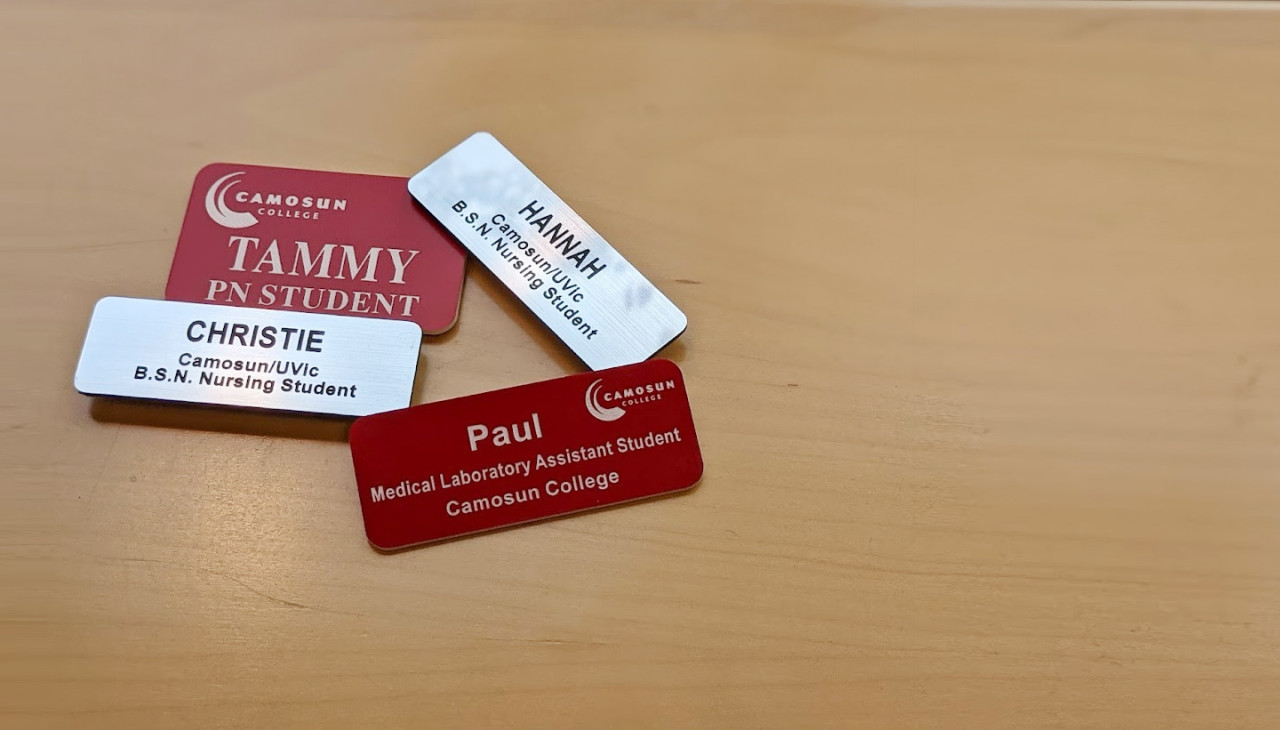 CAMOSUN
COLLEGE
TAMMY
PN STUDENT
HANNAH
Camosun/UVic
B.S.N. Nursing Student
CHRISTIE
Camosun/UVic
B.S.N. Nursing Student
CAMOSUN
COLLEGE
Paul
Medical Laboratory Assistant Student
Camosun College